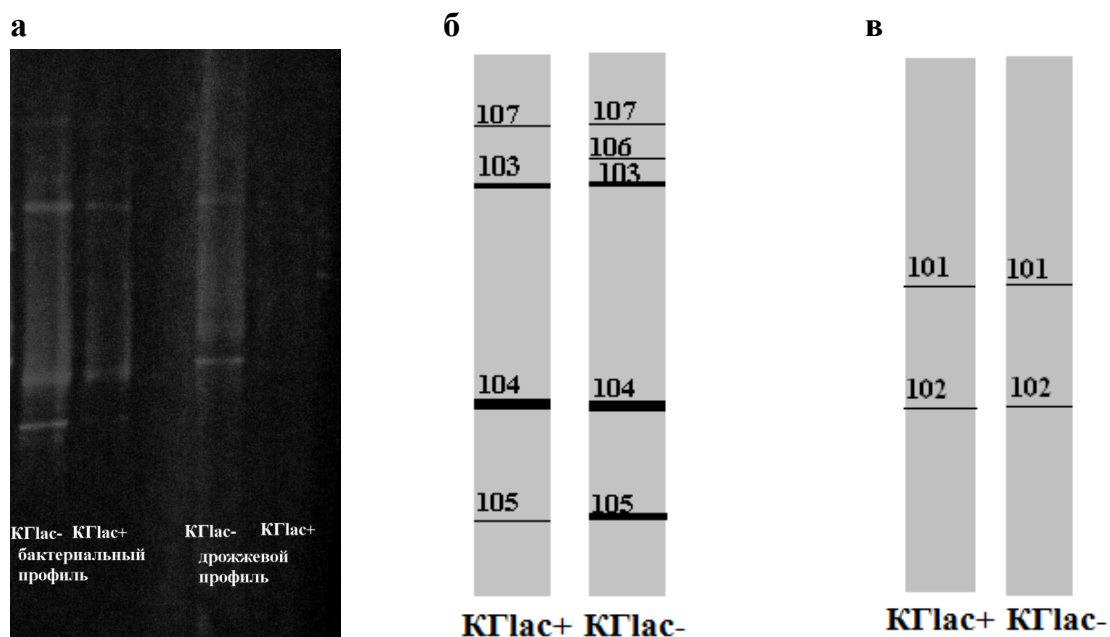 а
б
в
КГlac- КГlac+
бактериальный
профиль
КГlac- КГlac+
дрожжевой
профиль
107
103
104
105
107
106
103
104
105
КГlac+ КГlac-
101
102
101
102
КГlac+ КГlac-